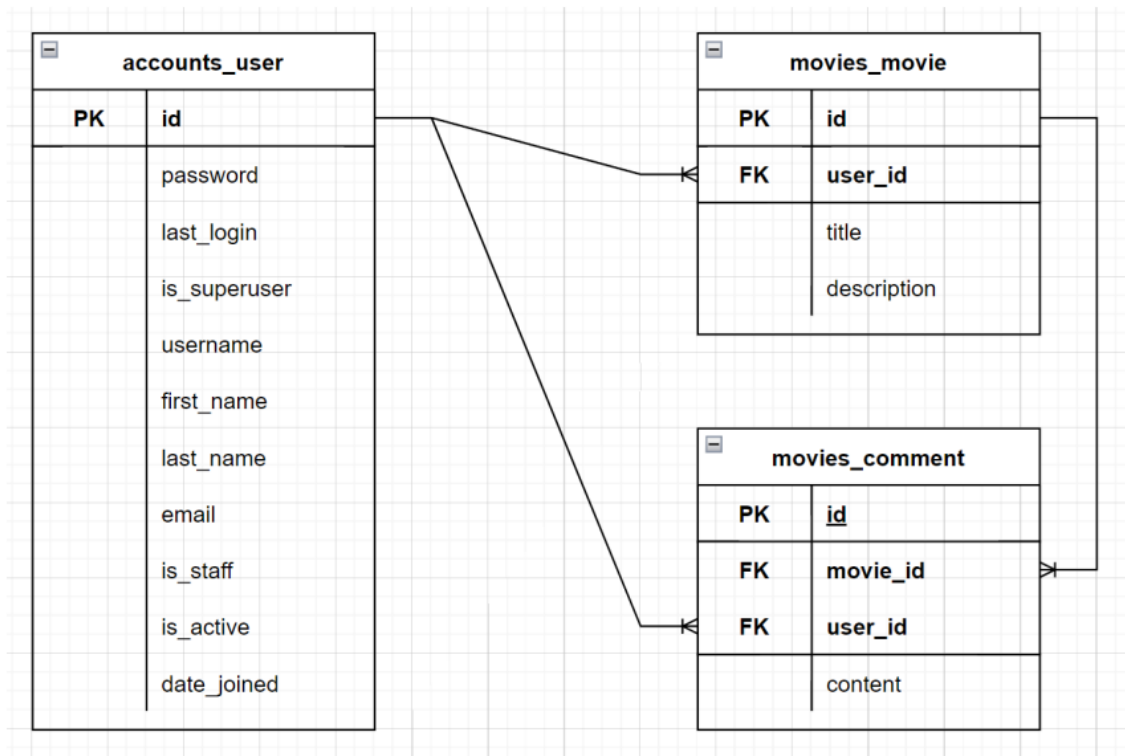 accounts_user
PK id
password
last_login
is_superuser
username
first_name
last_name
email
is_staff
is_active
date_joined
movies_movie
PK id
FK user_id
title
description
movies_comment
PK id
FK movie_id
FK user_id
content